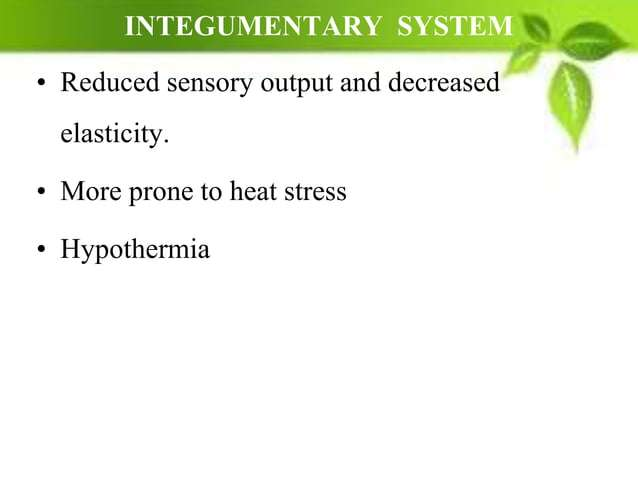 INTEGUMENTARY SYSTEM
• Reduced sensory output and decreased
elasticity.
• More prone to heat stress
• Hypothermia